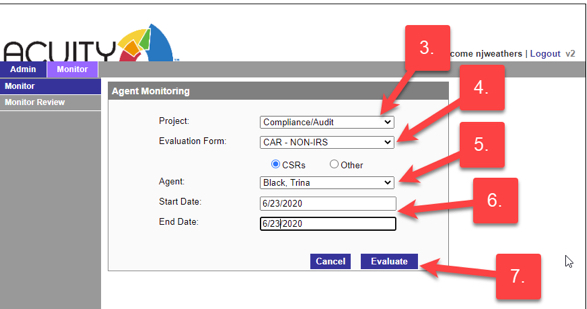 ACUITY
come njweathers | Logout v2
3.
Admin Monitor
Monitor
Monitor Review
Agent Monitoring
4.
Project: Compliance/Audit
Evaluation Form: CAR - NON-IRS
CSRs Other
5.
Agent: Black, Trina
Start Date: 6/23/2020
6.
End Date: 6/23/2020
Cancel Evaluate
7.